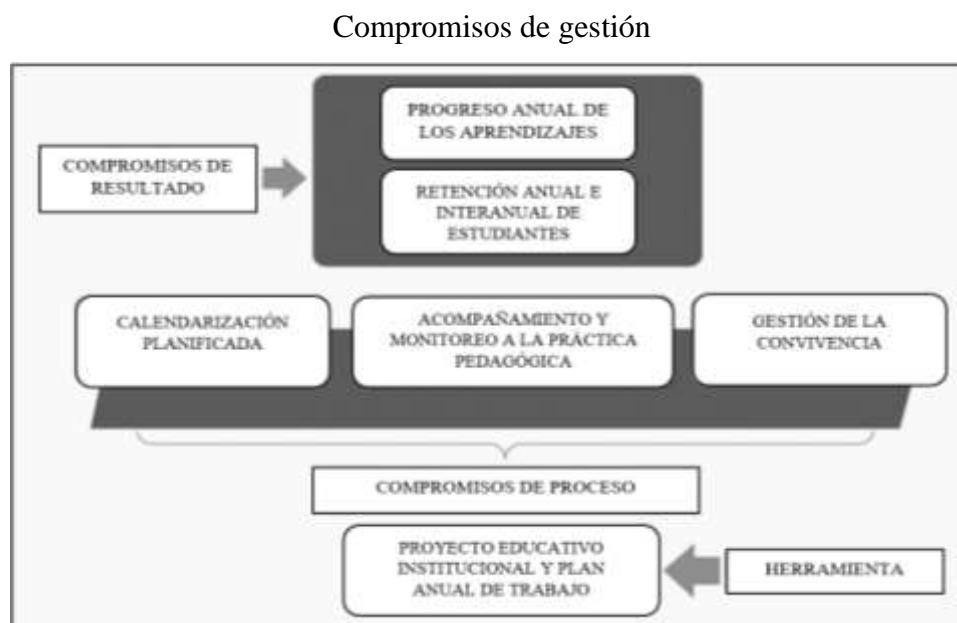 Compromisos de gestión
PROGRESO ANUAL DE
LOS APRENDIZAJES
COMPROMISOS DE
RESULTADO
RETENCIÓN ANUAL E
INTERANUAL DE
ESTUDIANTES
CALENDARIZACIÓN
PLANIFICADA
ACOMPAÑAMIENTO Y
MONITOREO A LA PRÁCTICA
PEDAGÓGICA
GESTIÓN DE LA
CONVIVENCIA
COMPROMISOS DE PROCESO
PROYECTO EDUCATIVO
INSTITUCIONAL Y PLAN
ANUAL DE TRABAJO
HERRAMIENTA